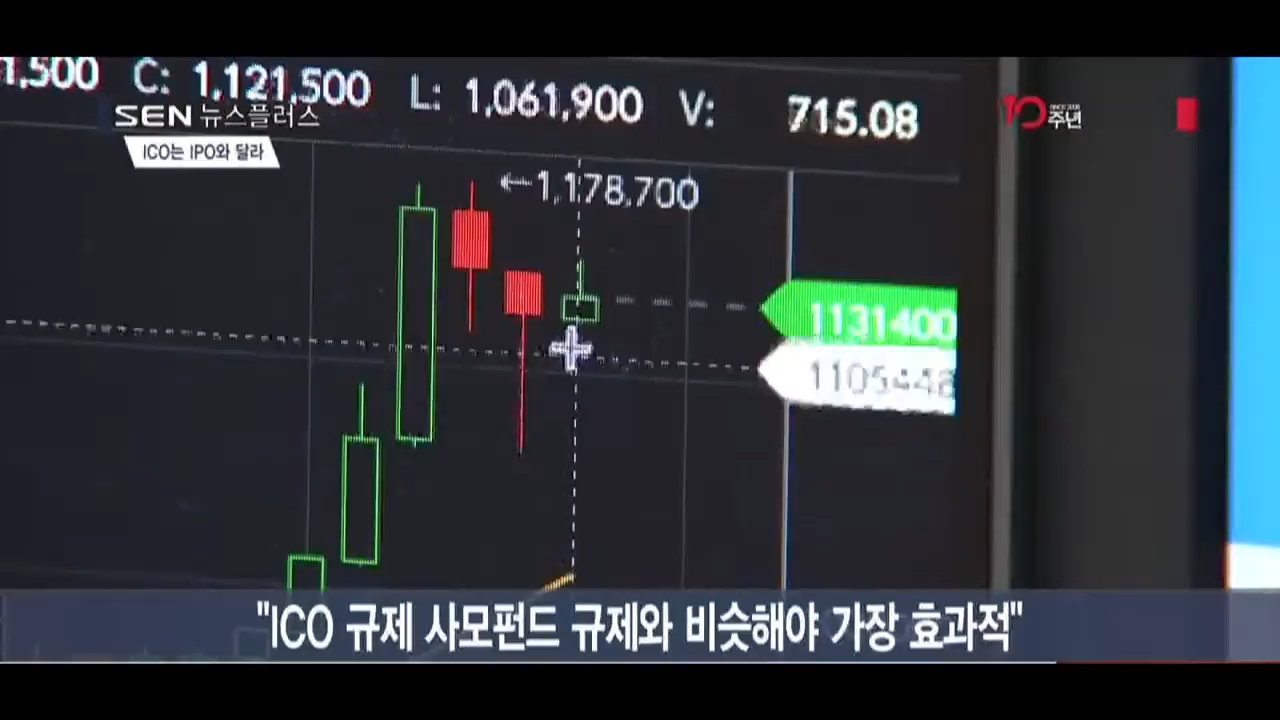 C: 1,121,500 L: 1,061,900 V: 715.08
SEN 뉴스플러스
10 주년
ICO는 IPO와 달라
←1,178,700
1131400
"ICO 규제 사모펀드 규제와 비슷해야 가장 효과적"